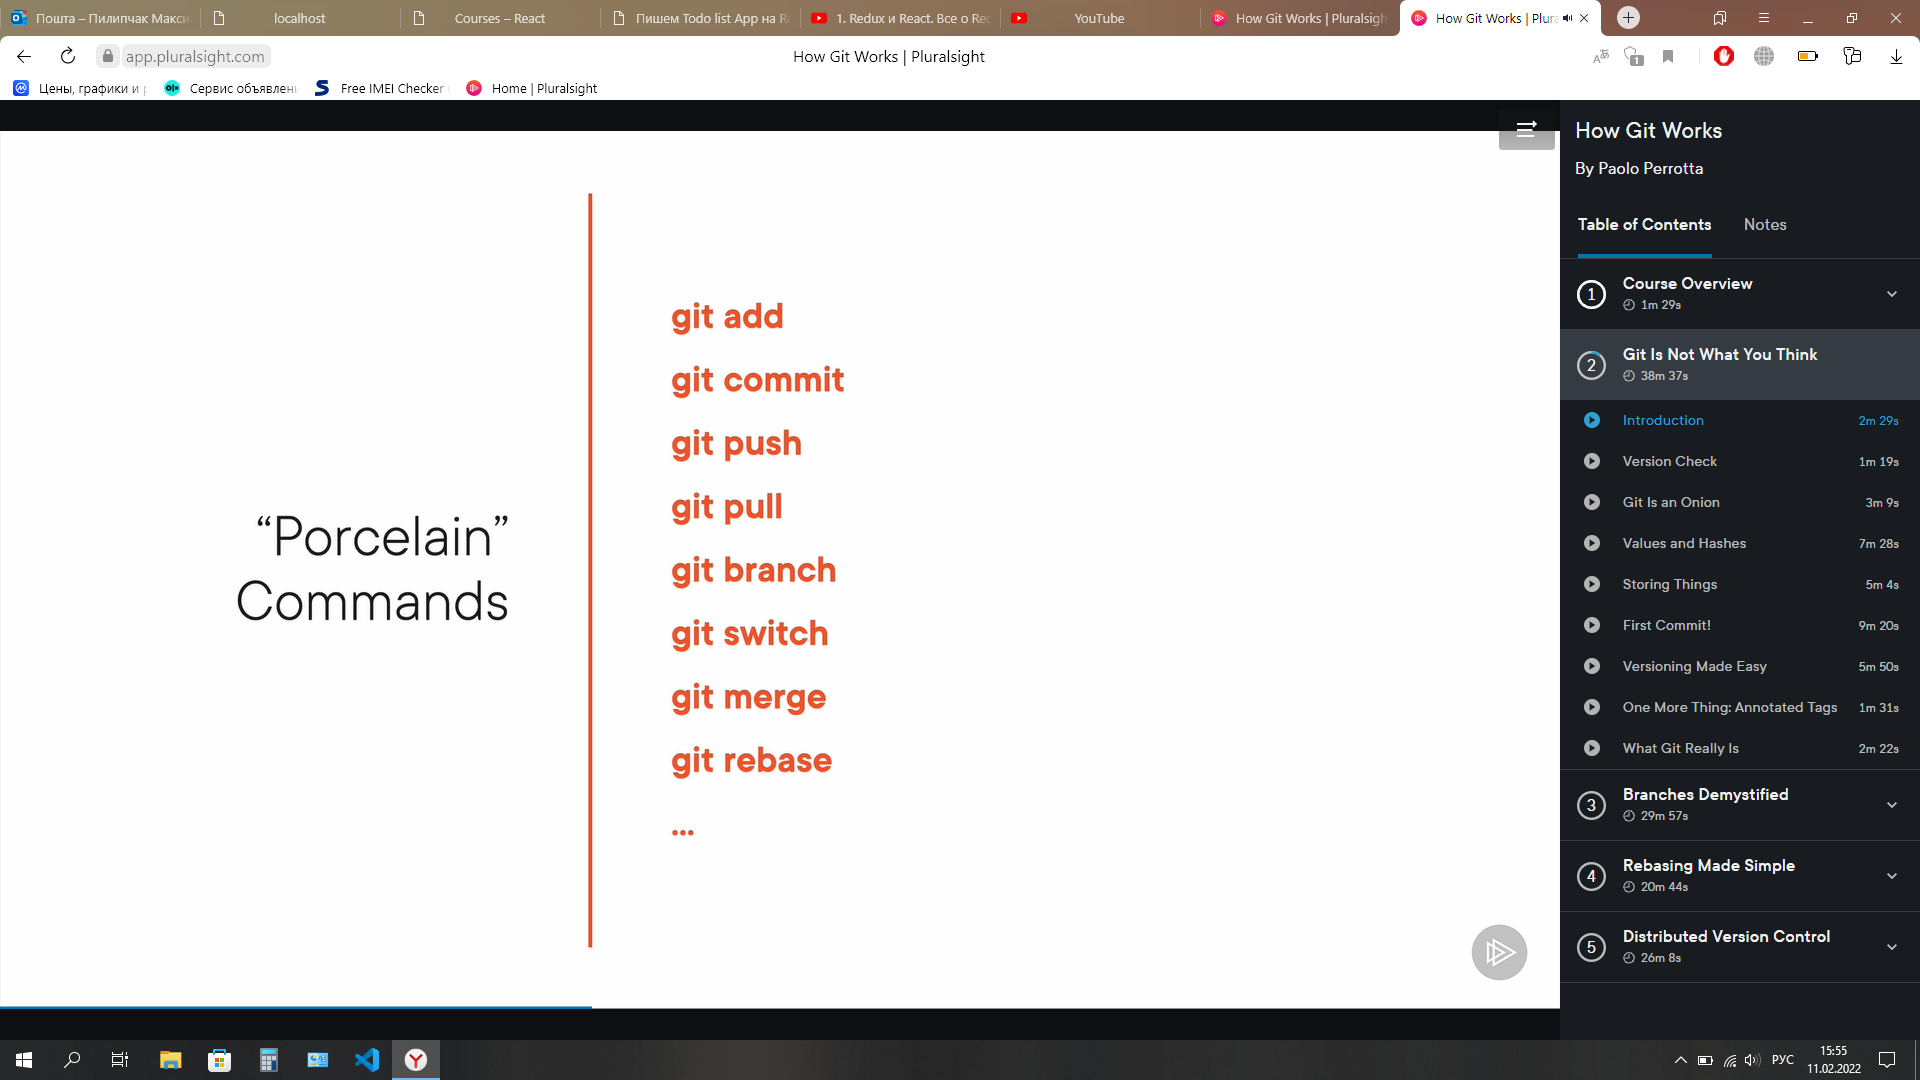 Пошта – Пилипчак Макси
localhost
Courses – React
Пишем Todo list App на Re
1. Redux и React. Все о Rec
YouTube
How Git Works | Pluralsigh
How Git Works | Plura
app.pluralsight.com
How Git Works | Pluralsight
1
Цены, графики и р
Сервис объявлени
Free IMEI Checker
Home | Pluralsight
“Porcelain”
Commands
git add
git commit
git push
git pull
git branch
git switch
git merge
git rebase
...
How Git Works
By Paolo Perrotta
Table of Contents
Notes
1
Course Overview
1m 29s
2
Git Is Not What You Think
38m 37s
Introduction 2m 29s
Version Check 1m 19s
Git Is an Onion 3m 9s
Values and Hashes 7m 28s
Storing Things 5m 4s
First Commit! 9m 20s
Versioning Made Easy 5m 50s
One More Thing: Annotated Tags 1m 31s
What Git Really Is 2m 22s
3
Branches Demystified
29m 57s
4
Rebasing Made Simple
20m 44s
5
Distributed Version Control
26m 8s
РУС
15:55
11.02.2022